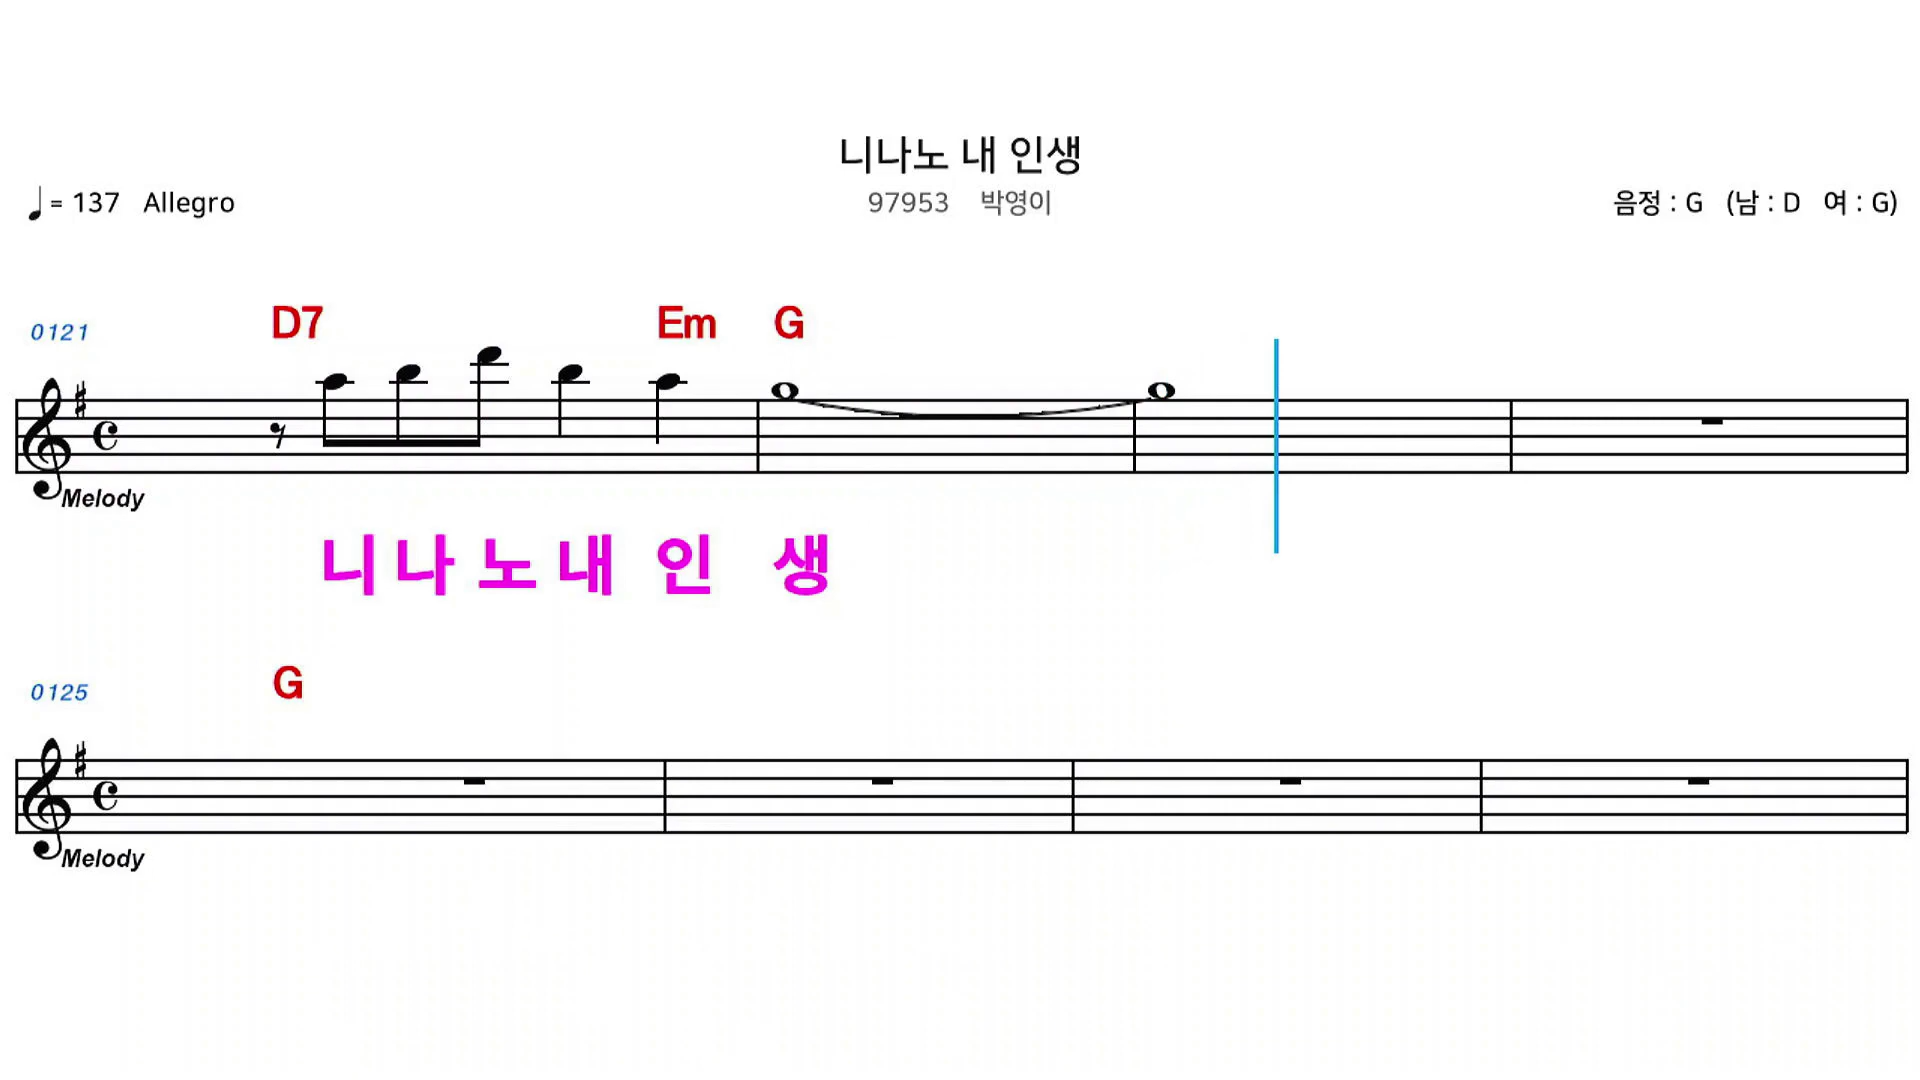 니나노 내 인생
= 137 Allegro
97953 박영이
음정 : G (남 : D 여 : G)
0121 D7 Em G
Melody
니 나 노 내 인 생
0125 G
Melody